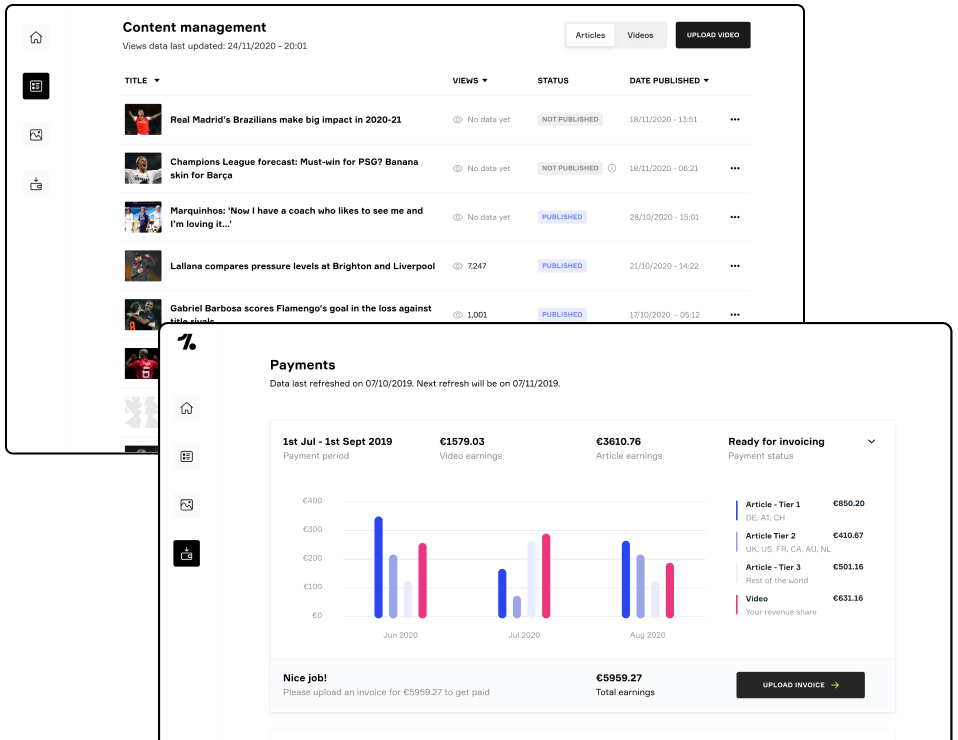 Content management
Views data last updated: 24/11/2020 - 20:01
Articles
Videos
UPLOAD VIDEO
TITLE
VIEWS
STATUS
DATE PUBLISHED
Real Madrid's Brazilians make big impact in 2020-21
No data yet
NOT PUBLISHED
18/11/2020 - 13:51
Champions League forecast: Must-win for PSG? Banana
skin for Barça
No data yet
NOT PUBLISHED
18/11/2020 - 06:21
Marquinhos: 'Now I have a coach who likes to see me and
I'm loving it...'
No data yet
PUBLISHED
28/10/2020 - 15:01
Lallana compares pressure levels at Brighton and Liverpool
7,247
PUBLISHED
21/10/2020 - 14:22
Gabriel Barbosa scores Flamengo's goal in the loss against
title rivals
1,001
PUBLISHED
17/10/2020 - 05:12
Payments
Data last refreshed on 07/10/2019. Next refresh will be on 07/11/2019.
1st Jul - 1st Sept 2019
Payment period
€1579.03
Video earnings
€3610.76
Article earnings
Ready for invoicing
Payment status
€400
€300
€200
€100
€0
Jun 2020
Jul 2020
Aug 2020
Article - Tier 1
€850.20
DE, AT, CH
Article Tier 2
€410.67
UK, US, FR, CA, AU, NL
Article - Tier 3
€501.16
Rest of the world
Video
€631.16
Your revenue share
Nice job!
Please upload an invoice for €5959.27 to get paid
€5959.27
Total earnings
UPLOAD INVOICE